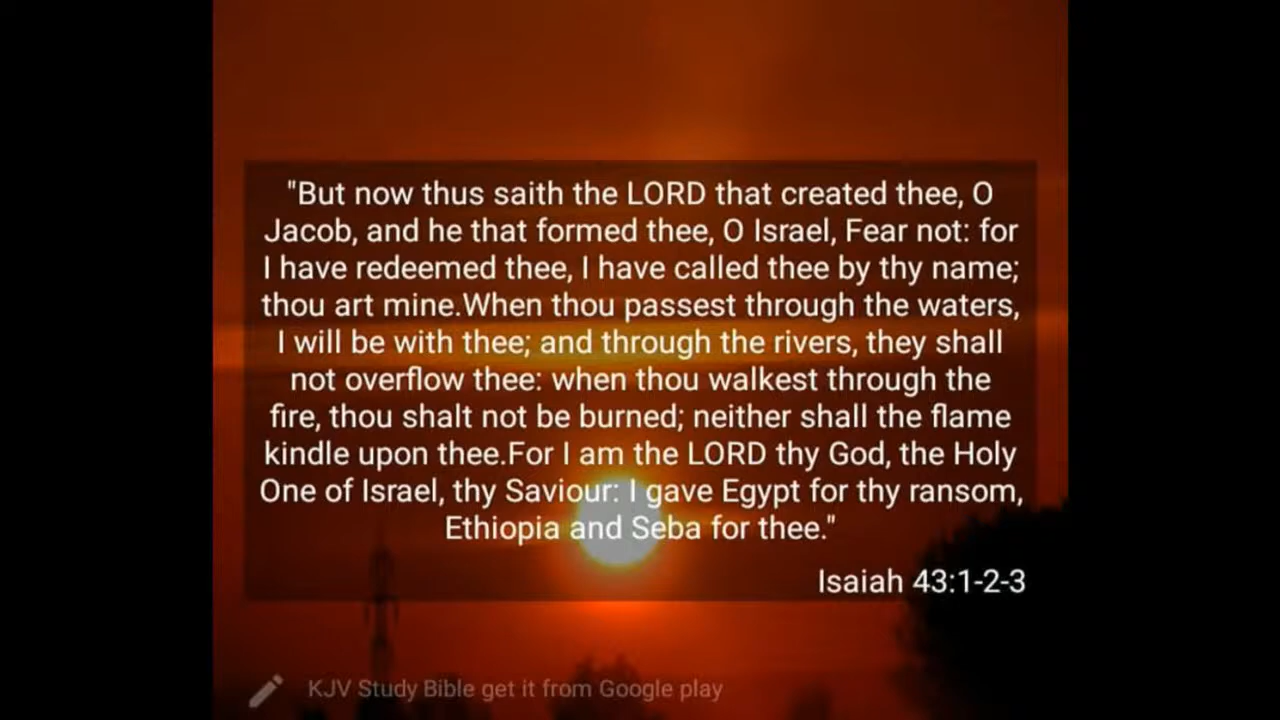 "But now thus saith the LORD that created thee, O
Jacob, and he that formed thee, O Israel, Fear not: for
I have redeemed thee, I have called thee by thy name;
thou art mine.When thou passest through the waters,
I will be with thee; and through the rivers, they shall
not overflow thee: when thou walkest through the
fire, thou shalt not be burned; neither shall the flame
kindle upon thee.For I am the LORD thy God, the Holy
One of Israel, thy Saviour: I gave Egypt for thy ransom,
Ethiopia and Seba for thee."
Isaiah 43:1-2-3
KJV Study Bible get it from Google play